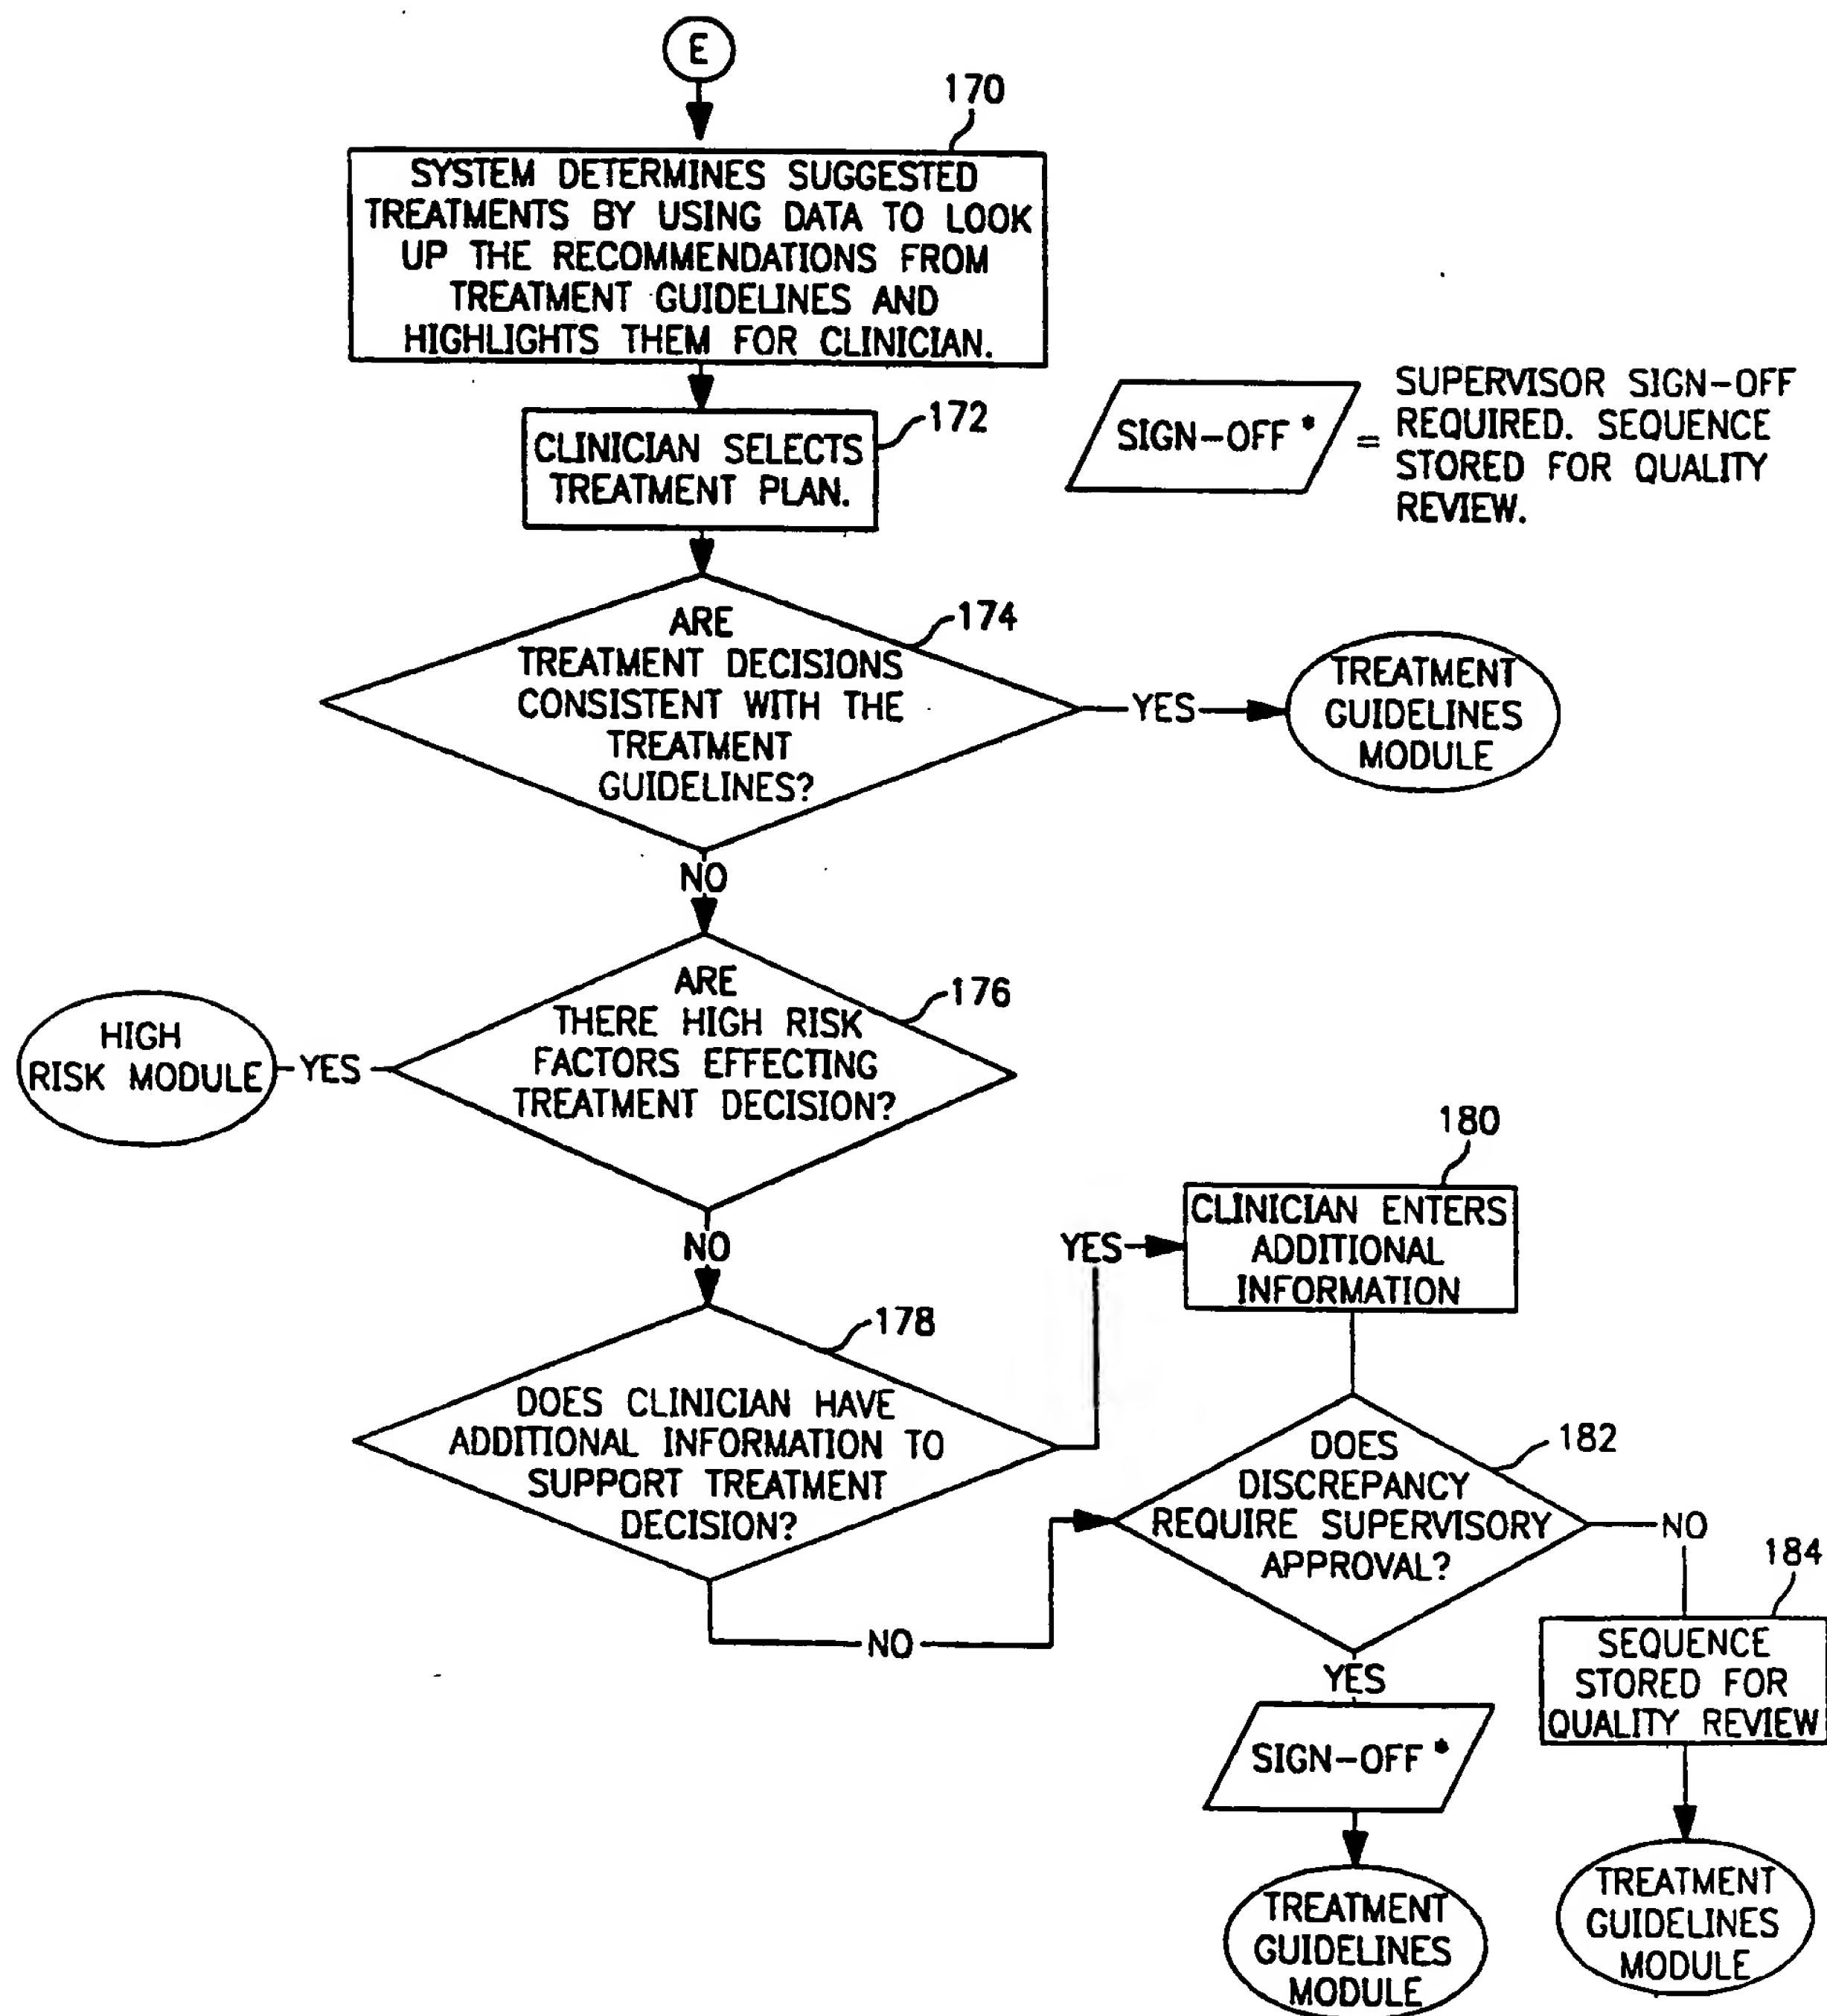 E
170
SYSTEM DETERMINES SUGGESTED
TREATMENTS BY USING DATA TO LOOK
UP THE RECOMMENDATIONS FROM
TREATMENT GUIDELINES AND
HIGHLIGHTS THEM FOR CLINICIAN.
172
CLINICIAN SELECTS
TREATMENT PLAN.
SIGN-OFF *
=
SUPERVISOR SIGN-OFF
REQUIRED. SEQUENCE
STORED FOR QUALITY
REVIEW.
174
ARE
TREATMENT DECISIONS
CONSISTENT WITH THE
TREATMENT
GUIDELINES?
YES
TREATMENT
GUIDELINES
MODULE
NO
176
ARE
THERE HIGH RISK
FACTORS EFFECTING
TREATMENT DECISION?
YES
HIGH
RISK MODULE
NO
178
DOES CLINICIAN HAVE
ADDITIONAL INFORMATION TO
SUPPORT TREATMENT
DECISION?
YES
180
CLINICIAN ENTERS
ADDITIONAL
INFORMATION
NO
182
DOES
DISCREPANCY
REQUIRE SUPERVISORY
APPROVAL?
NO
184
SEQUENCE
STORED FOR
QUALITY REVIEW
TREATMENT
GUIDELINES
MODULE
YES
SIGN-OFF *
TREATMENT
GUIDELINES
MODULE